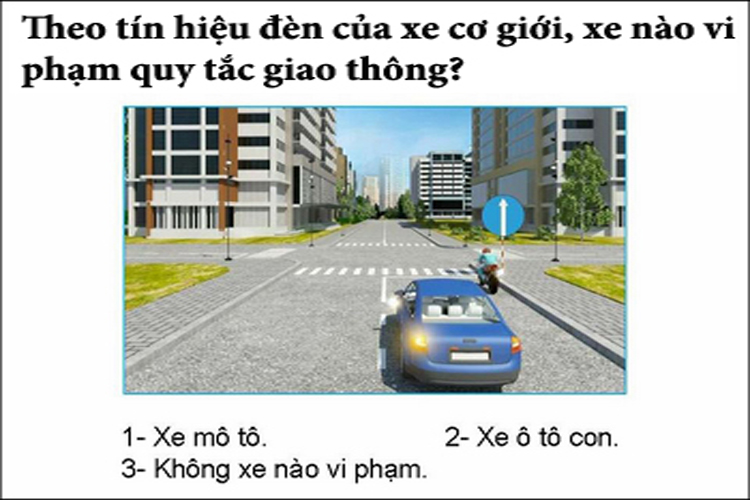 Theo tín hiệu đèn của xe cơ giới, xe nào vi
phạm quy tắc giao thông?
1- Xe mô tô.
2- Xe ô tô con.
3- Không xe nào vi phạm.